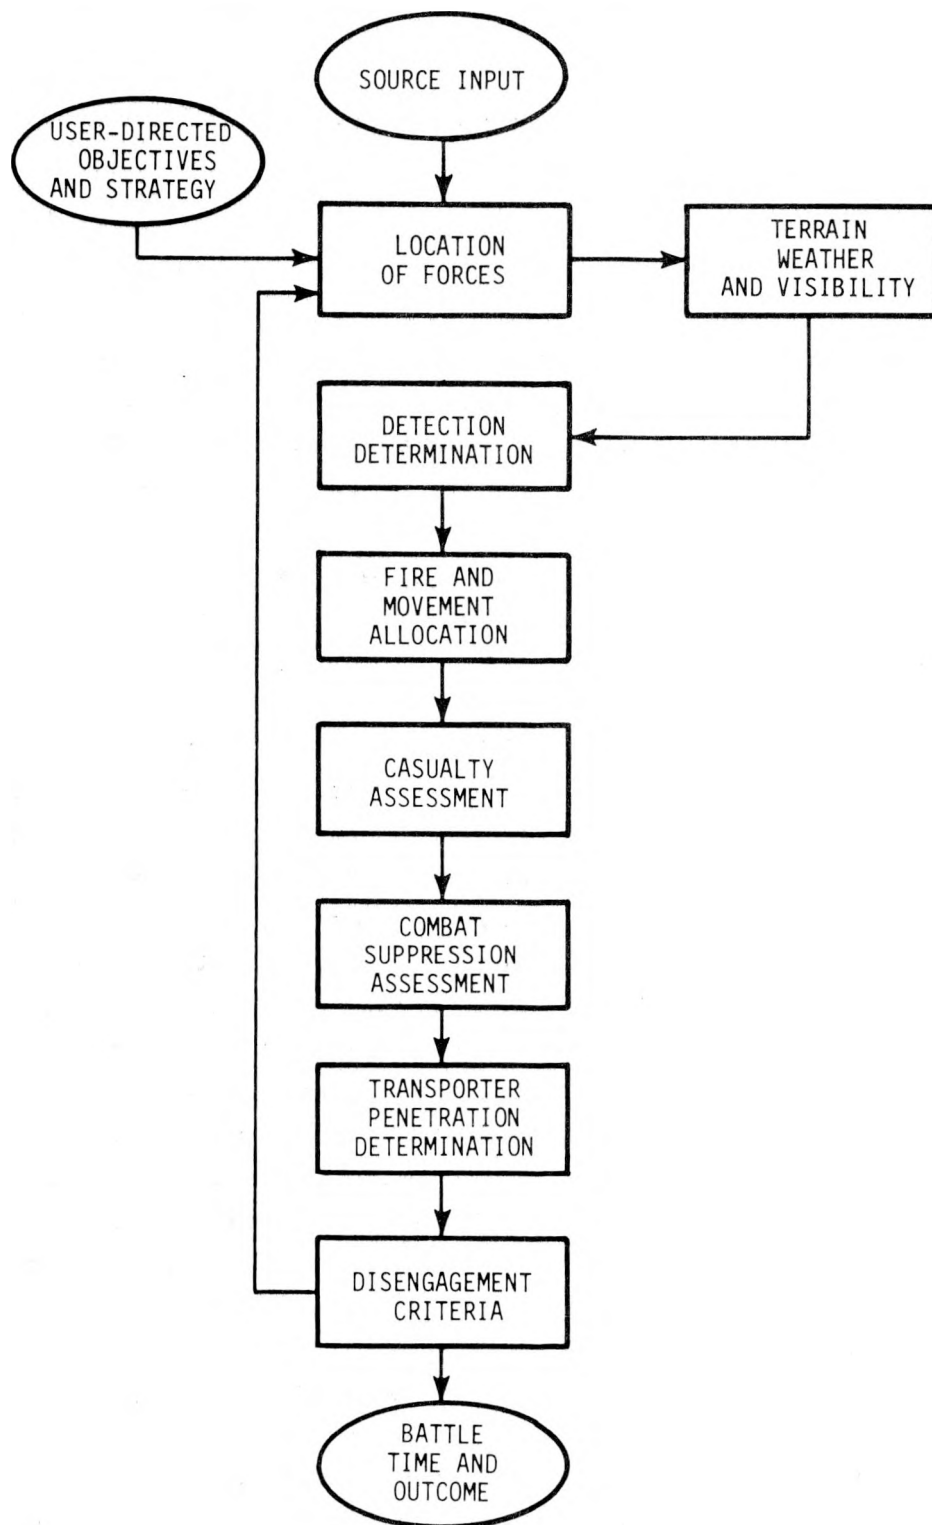 SOURCE INPUT
USER-DIRECTED
OBJECTIVES
AND STRATEGY
LOCATION
OF FORCES
TERRAIN
WEATHER
AND VISIBILITY
DETECTION
DETERMINATION
FIRE AND
MOVEMENT
ALLOCATION
CASUALTY
ASSESSMENT
COMBAT
SUPPRESSION
ASSESSMENT
TRANSPORTER
PENETRATION
DETERMINATION
DISENGAGEMENT
CRITERIA
BATTLE
TIME AND
OUTCOME